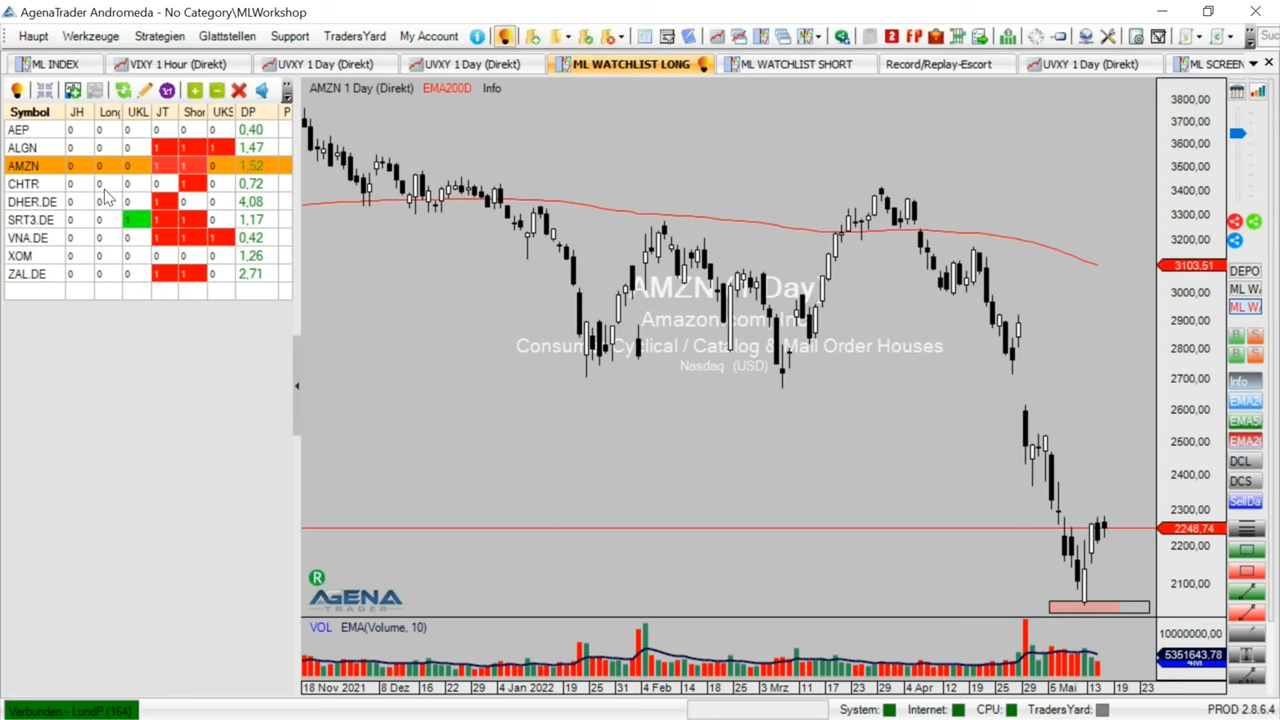 AgenaTrader Andromeda - No Category\MLWorkshop
Haupt Werkzeuge Strategien Glattstellen Support TradersYard My Account
ML INDEX VIXY 1 Hour (Direkt) UVXY 1 Day (Direkt) UVXY 1 Day (Direkt) ML WATCHLIST LONG ML WATCHLIST SHORT Record/Replay-Escort UVXY 1 Day (Direkt) ML SCREEN
Symbol JH Long UKL JT Shor UKS DP P
AEP 0 0 0 0 0 0 0,40
ALGN 0 0 0 1 1 1 1,47
AMZN 0 0 0 1 1 0 1,52
CHTR 0 0 0 0 1 0 0,72
DHER.DE 0 0 0 1 0 0 4,08
SRT3.DE 0 0 1 1 1 0 1,17
VNA.DE 0 0 0 1 1 1 0,42
XOM 0 0 0 0 0 0 1,26
ZAL.DE 0 0 0 1 1 0 2,71
AMZN 1 Day (Direkt) EMA200D Info
Amazon.com, Inc
Consumer Cyclical / Catalog & Mail Order Houses
Nasdaq (USD)
3800,00
3700,00
3600,00
3500,00
3400,00
3300,00
3200,00
3103,51
3000,00
2900,00
2800,00
2700,00
2600,00
2500,00
2400,00
2300,00
2248,74
2200,00
2100,00
DEPO
ML WA
ML WA
B S
B S
Info
EMA20
EMA50
EMA20
DCL
DCS
SellDa
R
AGENA
TRADER
VOL EMA(Volume, 10)
10000000,00
5351643,78
4M
18 Nov 2021 8 Dez 16 22 29 4 Jan 2022 19 25 31 4 Feb 14 18 25 3 Mrz 11 17 23 29 4 Apr 12 19 25 29 5 Mai 13 19 23
Verbunden - LundP (164) System: Internet: CPU: TradersYard: PROD 2.8.6.4